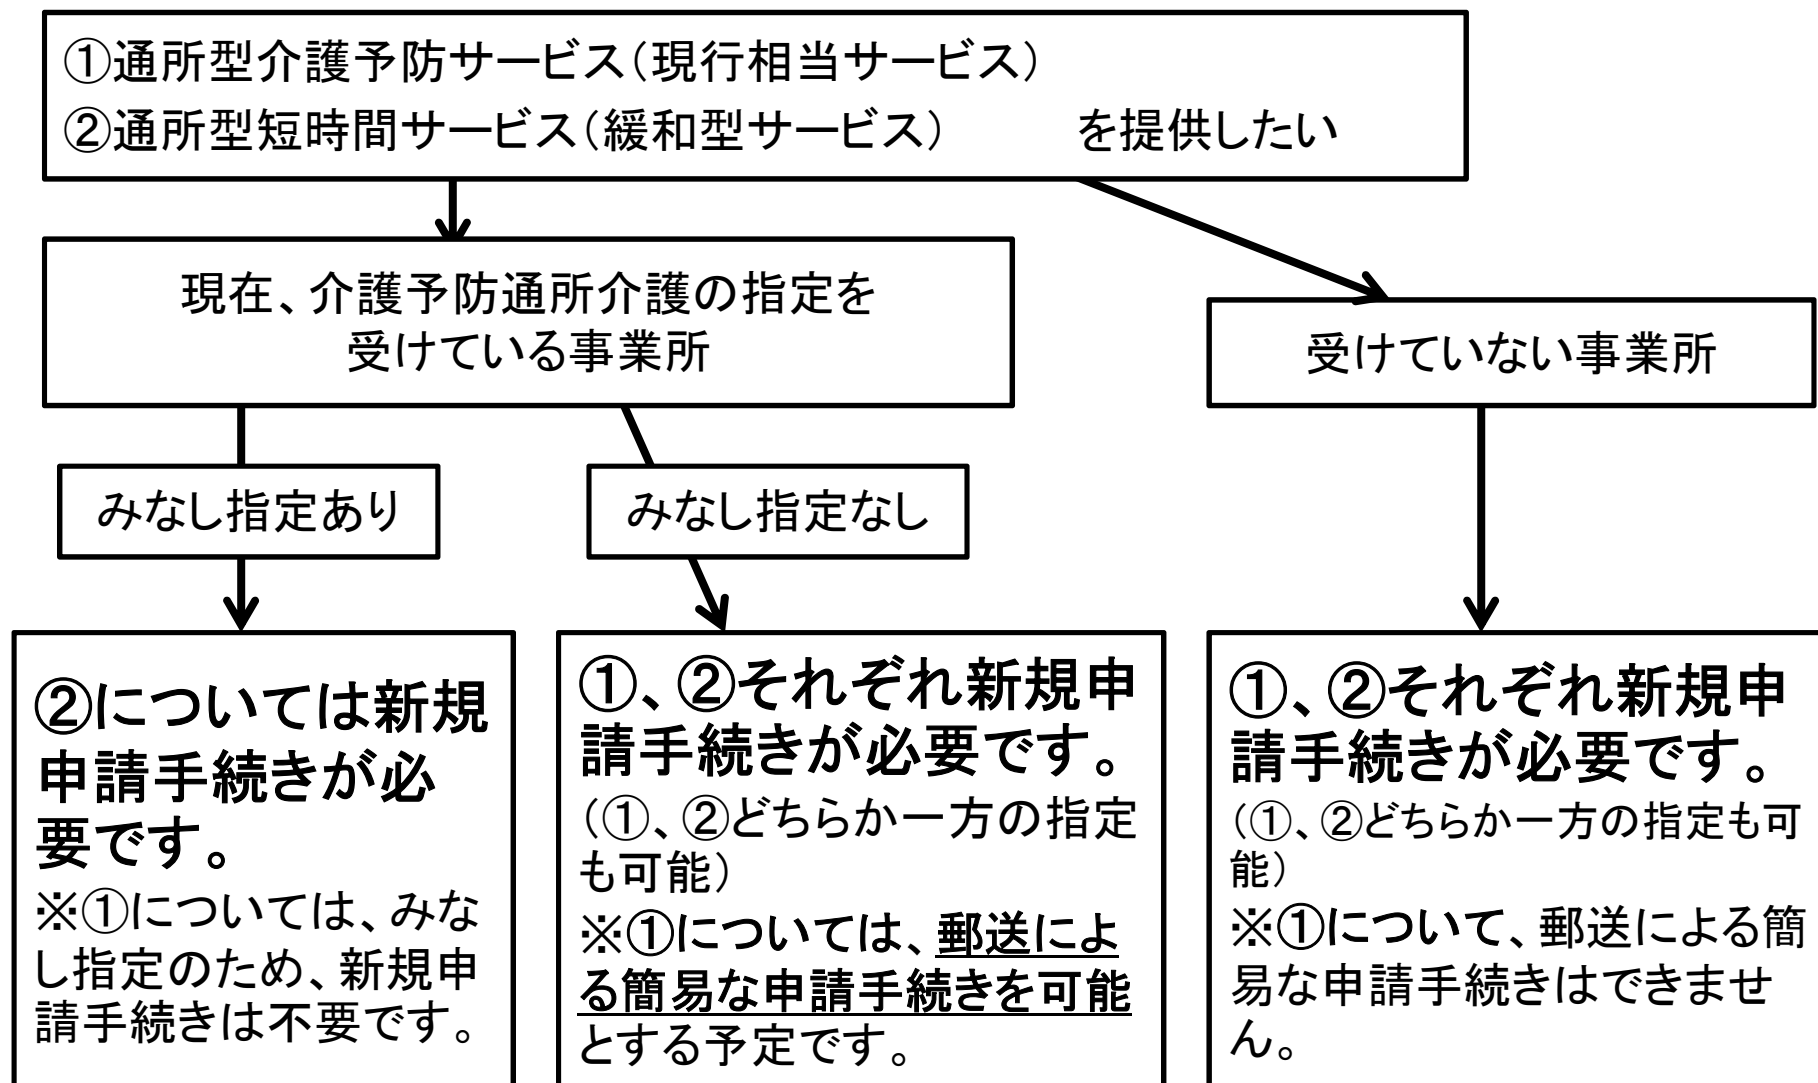 ①通所型介護予防サービス(現行相当サービス)
②通所型短時間サービス(緩和型サービス)　　　を提供したい
現在、介護予防通所介護の指定を
受けている事業所
受けていない事業所
みなし指定あり
みなし指定なし
②については新規
申請手続きが必
要です。
※①については、みな
し指定のため、新規申
請手続きは不要です。
①、②それぞれ新規申
請手続きが必要です。
(①、②どちらか一方の指定
も可能)
※①については、郵送によ
る簡易な申請手続きを可能
とする予定です。
①、②それぞれ新規申
請手続きが必要です。
(①、②どちらか一方の指定も可
能)
※①について、郵送による簡
易な申請手続きはできませ
ん。